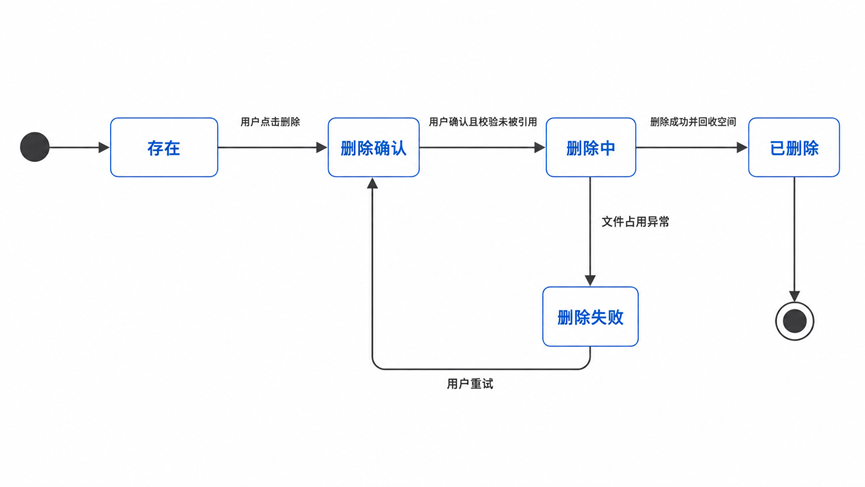 用户点击删除
用户确认且校验未被引用
删除成功并回收空间
存在
删除确认
删除中
已删除
文件占用异常
删除失败
用户重试